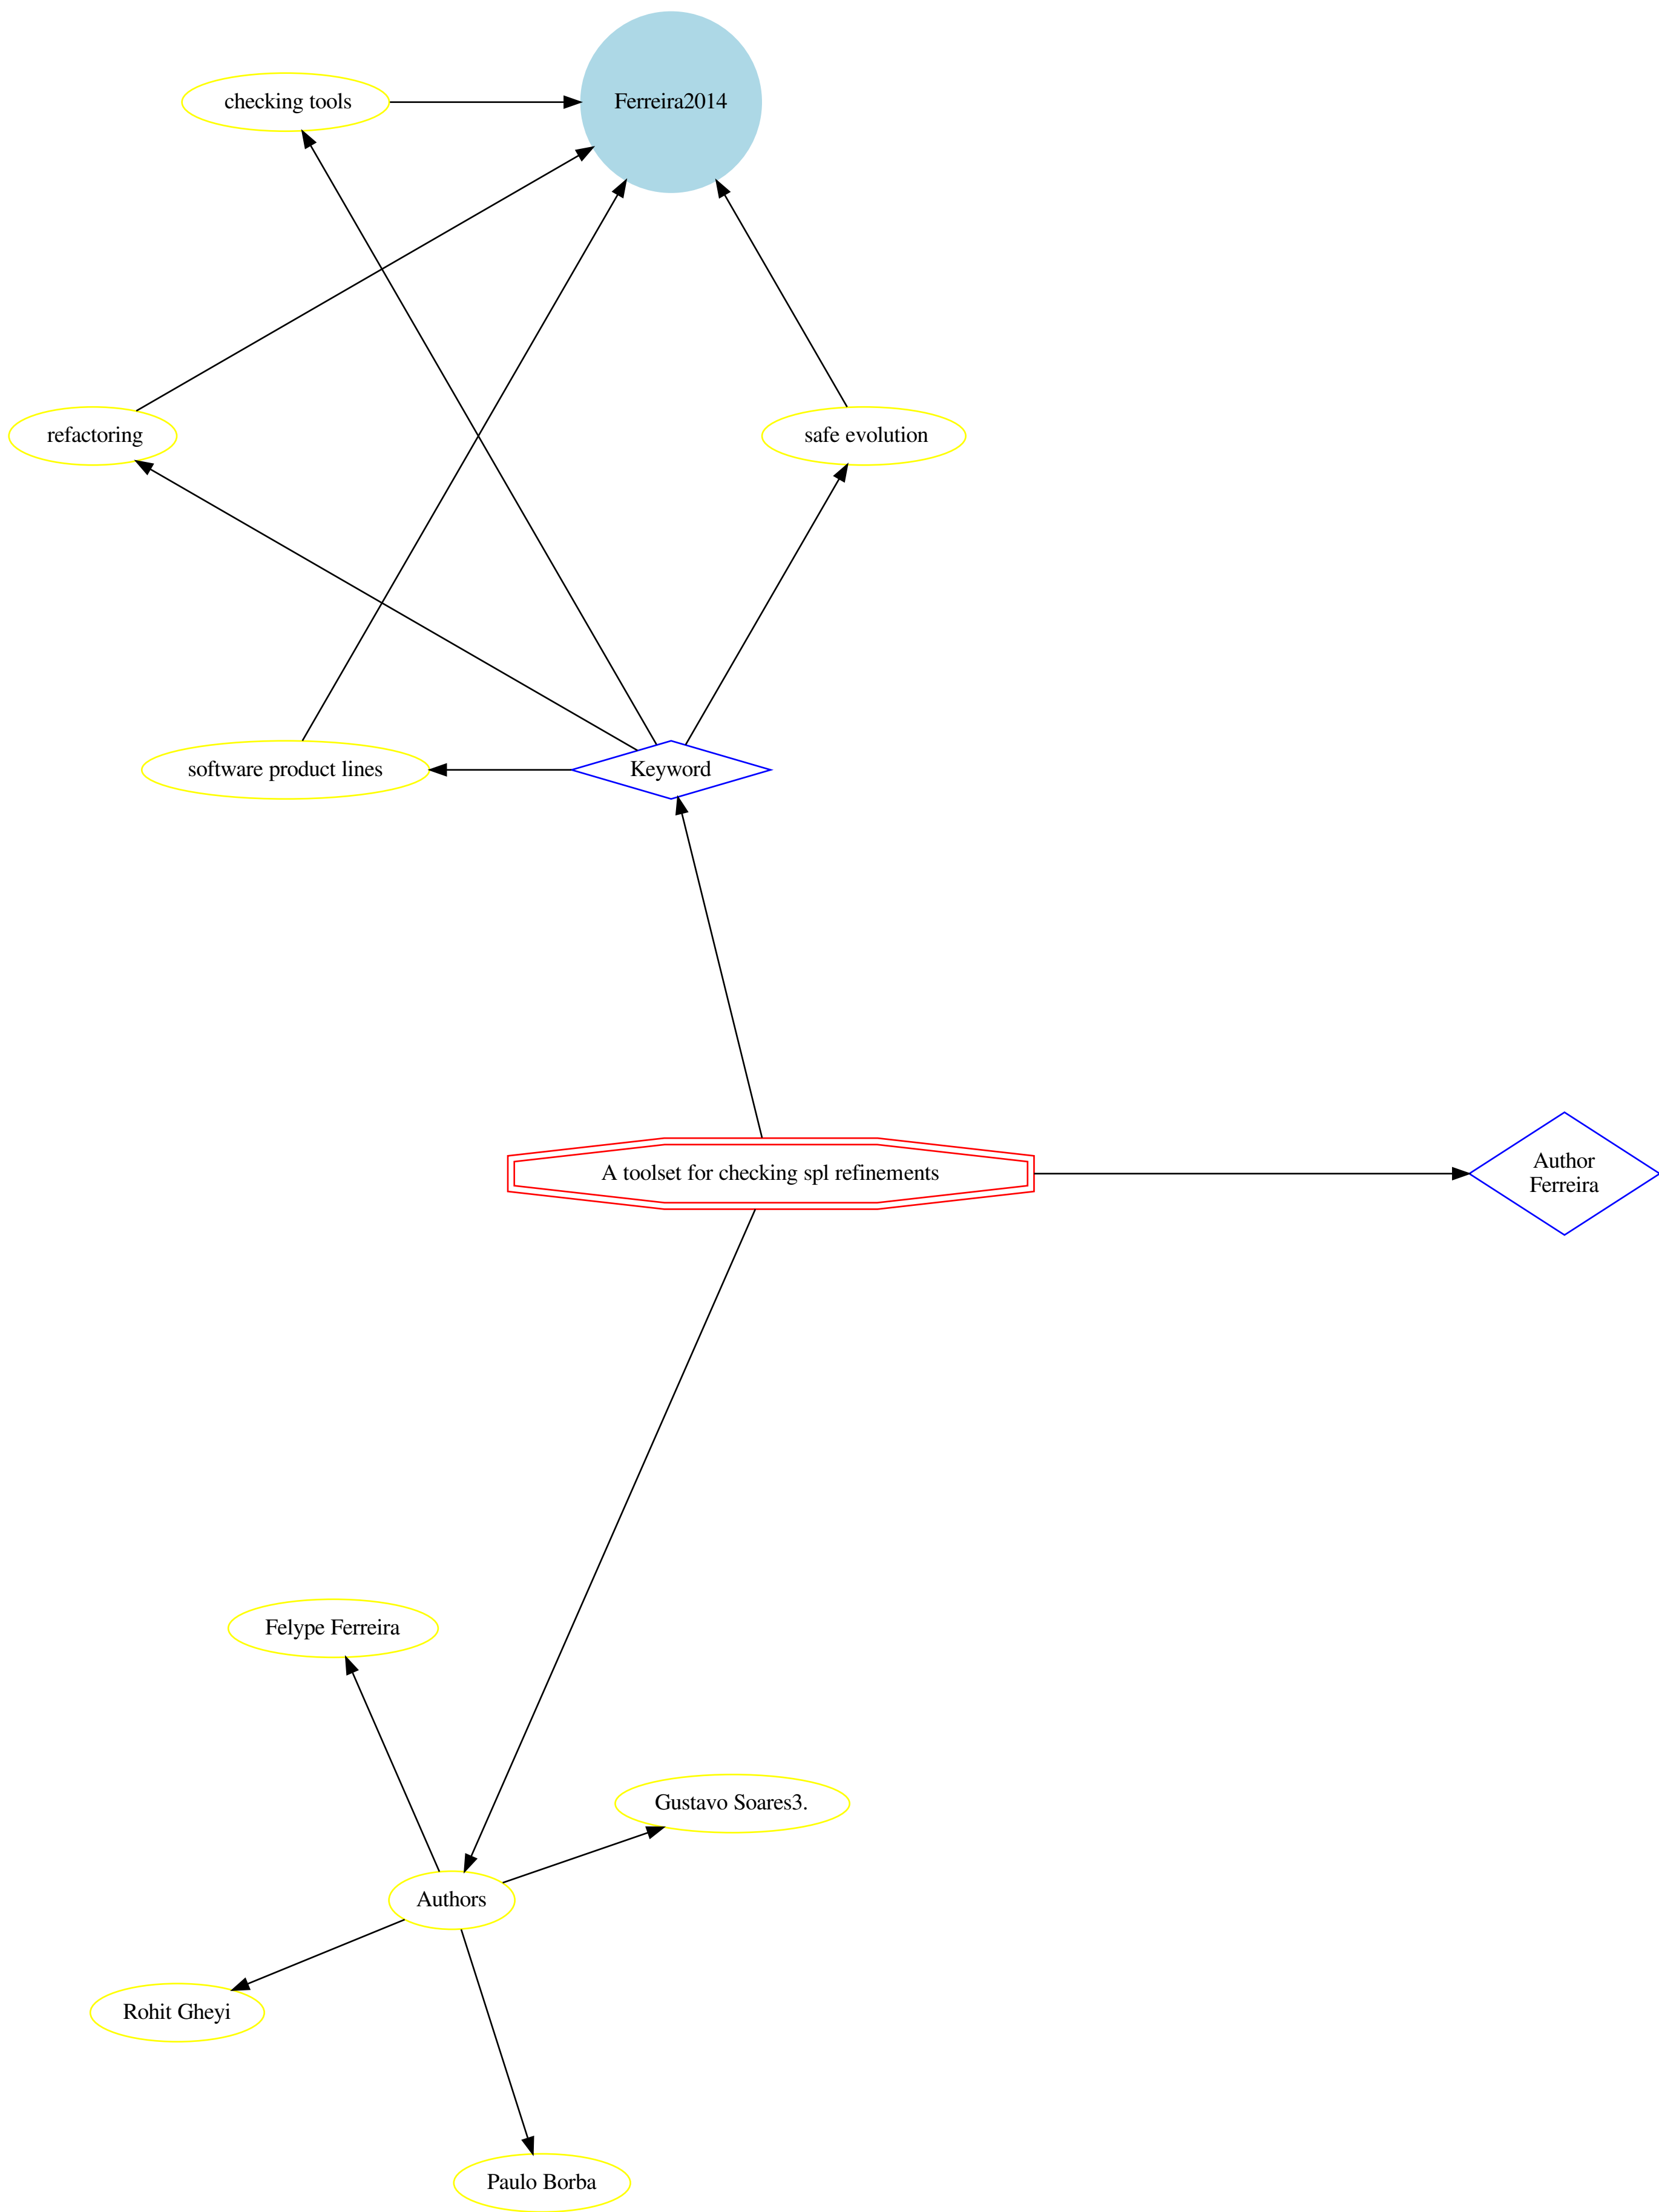 checking tools
Ferreira2014
refactoring
safe evolution
software product lines
Keyword
A toolset for checking spl refinements
Author
Ferreira
Felype Ferreira
Gustavo Soares3.
Authors
Rohit Gheyi
Paulo Borba